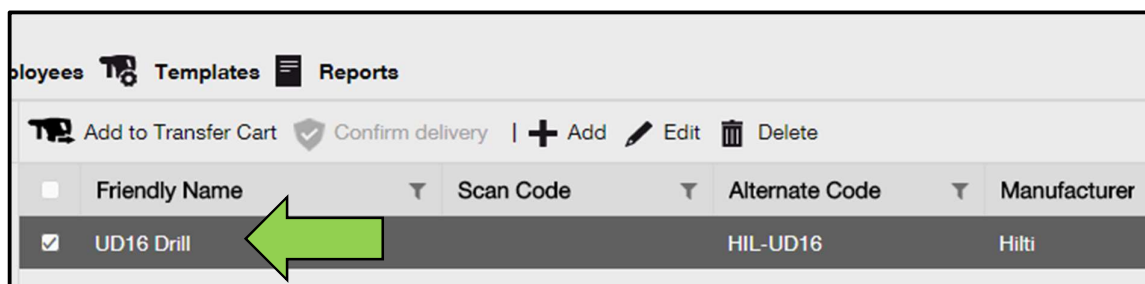 ployees Templates Reports
Add to Transfer Cart Confirm delivery | Add Edit Delete
Friendly Name Scan Code Alternate Code Manufacturer
UD16 Drill HIL-UD16 Hilti